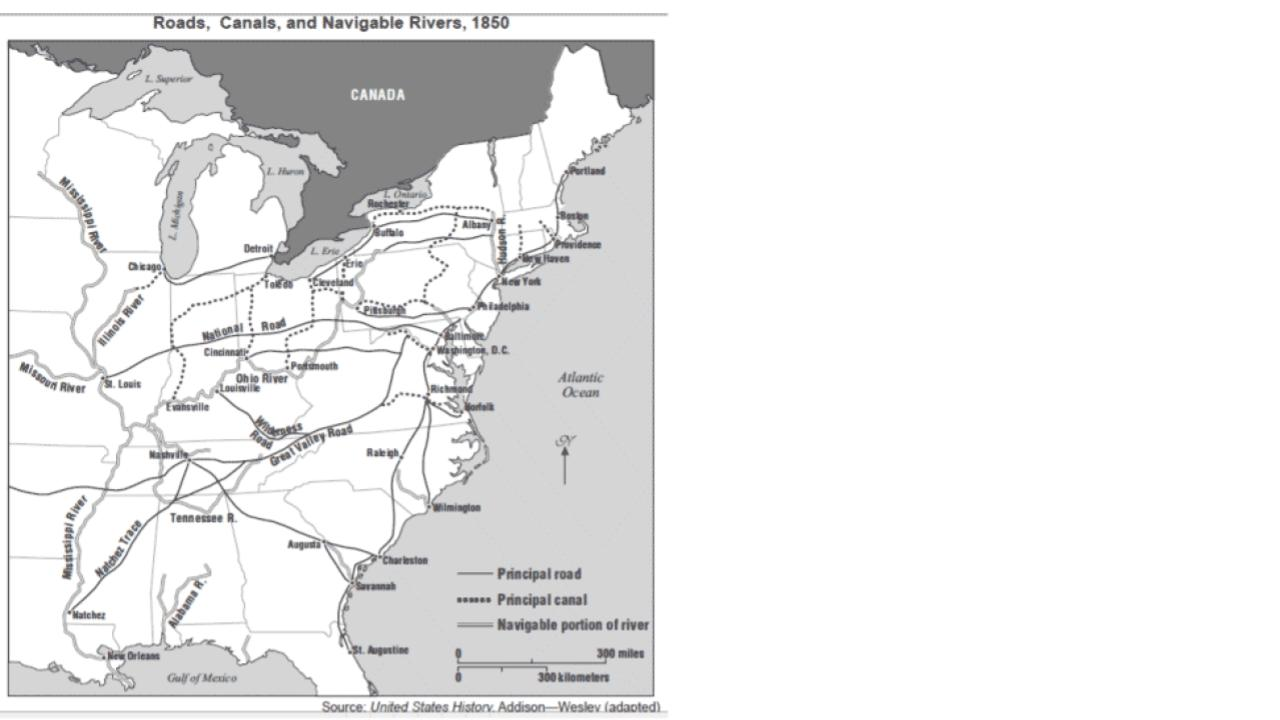 Roads, Canals, and Navigable Rivers, 1850
L. Superior
CANADA
L. Huron
L. Michigan
L. Ontario
Rochester
Portland
Mississippi River
Albany
Hudson R.
Boston
Buffalo
Providence
Detroit
L. Erie
Erie
New Haven
Chicago
Toledo
Cleveland
New York
Illinois River
Pittsburgh
Philadelphia
National Road
Baltimore
Washington, D.C.
Cincinnati
Portsmouth
Missouri River
St. Louis
Ohio River
Louisville
Richmond
Atlantic
Ocean
Evansville
Norfolk
Wilderness
Road
Great Valley Road
N
Nashville
Raleigh
Mississippi River
Tennessee R.
Wilmington
Natchez Trace
Augusta
Charleston
Principal road
Savannah
Alabama R.
Principal canal
Natchez
Navigable portion of river
New Orleans
St. Augustine
0 300 miles
Gulf of Mexico
0 300 kilometers
Source: United States History, Addison—Wesley (adapted)